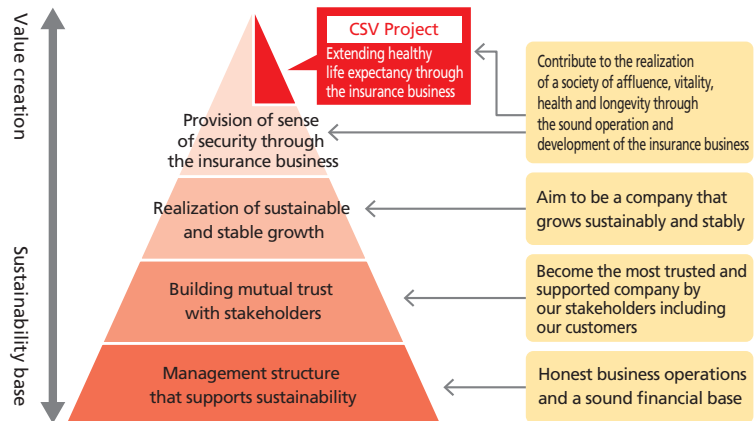 Value creation
Sustainability base
CSV Project
Extending healthy
life expectancy through
the insurance business
Provision of sense
of security through
the insurance business
Realization of sustainable
and stable growth
Building mutual trust
with stakeholders
Management structure
that supports sustainability
Contribute to the realization
of a society of affluence, vitality,
health and longevity through
the sound operation and
development of the insurance business
Aim to be a company that
grows sustainably and stably
Become the most trusted and
supported company by
our stakeholders including
our customers
Honest business operations
and a sound financial base